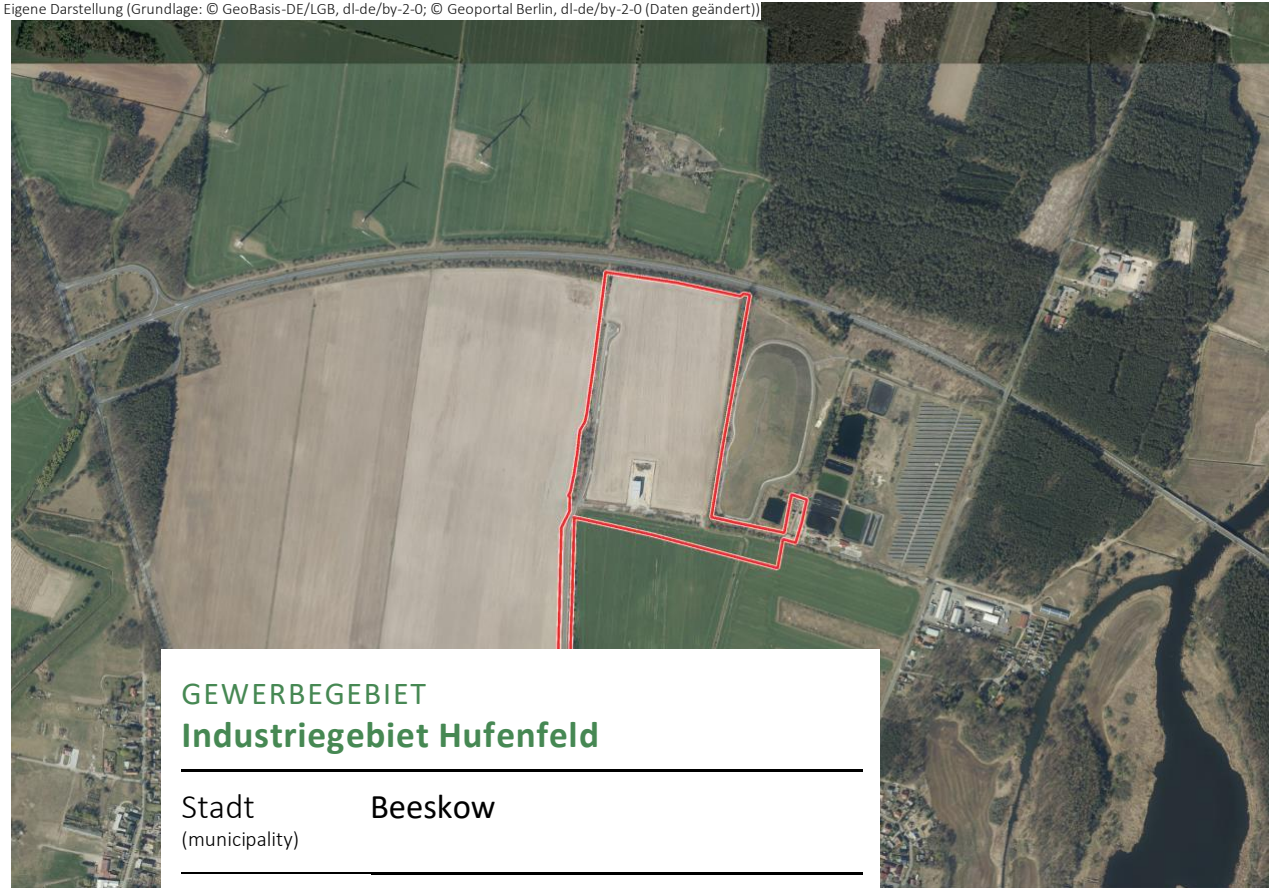 Eigene Darstellung (Grundlage: © GeoBasis-DE/LGB, dl-de/by-2-0; © Geoportal Berlin, dl-de/by-2-0 (Daten geändert))
GEWERBEGEBIET
Industriegebiet Hufenfeld
Stadt Beeskow
(municipality)